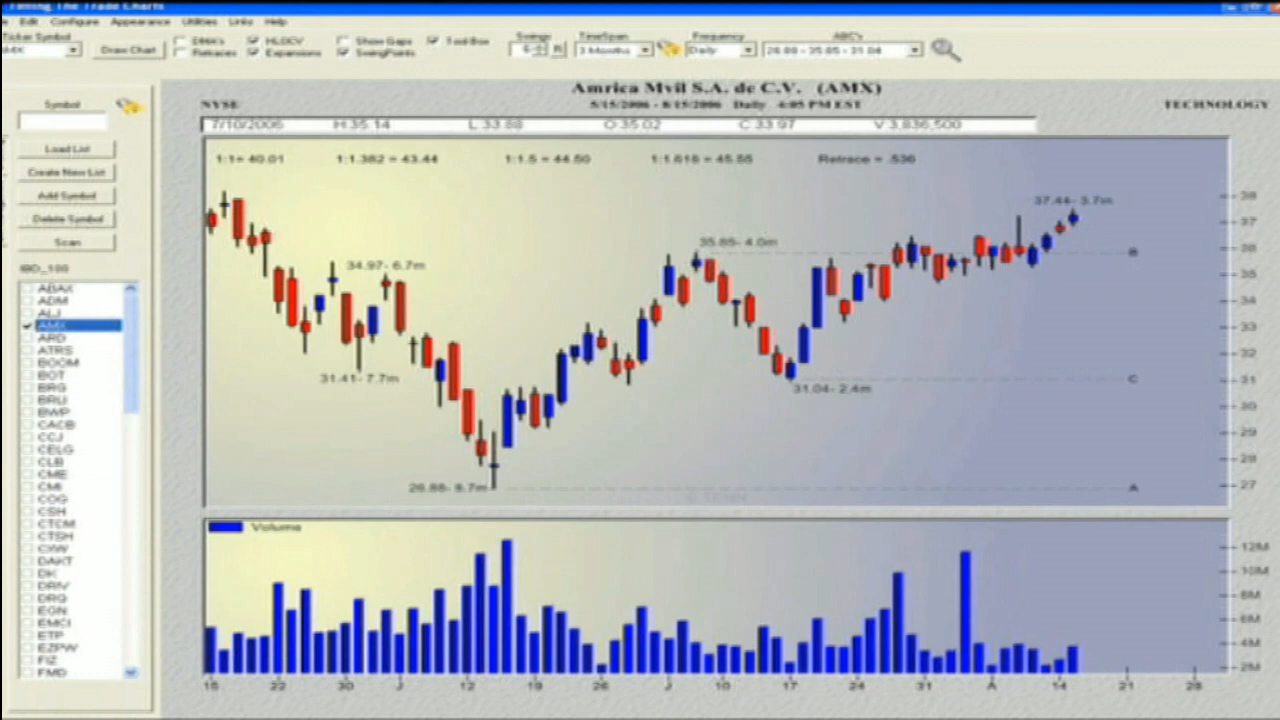 Timing The Trade Charts
Edit Configure Appearance Utilities Links Help
Ticker Symbol
AMX
Draw Chart
DMA's
Retraces
HLOCV
Expansions
Show Gaps
SwingPoints
Tool Box
Swings
6
R
TimeSpan
3 Months
Frequency
Daily
ABC's
26.88 - 35.85 - 31.04
Symbol
Load List
Create New List
Add Symbol
Delete Symbol
Scan
IBD_100
ABAX
ADM
ALJ
AMX
ARD
ATRS
BOOM
BOT
BRG
BRLI
BWP
CACB
CCJ
CELG
CLB
CME
CMI
COG
CSH
CTCM
CTSH
CXW
DAKT
DK
DRIV
DRQ
EGN
EMCI
ETP
EZPW
FIZ
FMD
Amrica Mvil S.A. de C.V. (AMX)
NYSE
5/15/2006 - 8/15/2006 Daily 4:05 PM EST
TECHNOLOGY
7/10/2006 H:35.14 L:33.88 O:35.02 C:33.97 V:3,836,500
1:1= 40.01 1:1.382 = 43.44 1:1.5 = 44.50 1:1.618 = 45.55 Retrace = .536
37.44- 3.7m
35.85- 4.0m
B
34.97- 6.7m
31.41- 7.7m
C
31.04- 2.4m
26.88- 8.7m
A
38
37
36
35
34
33
32
31
30
29
28
27
Volume
12M
10M
8M
6M
4M
2M
15 22 30 J 12 19 26 J 10 17 24 31 A 14 21 28